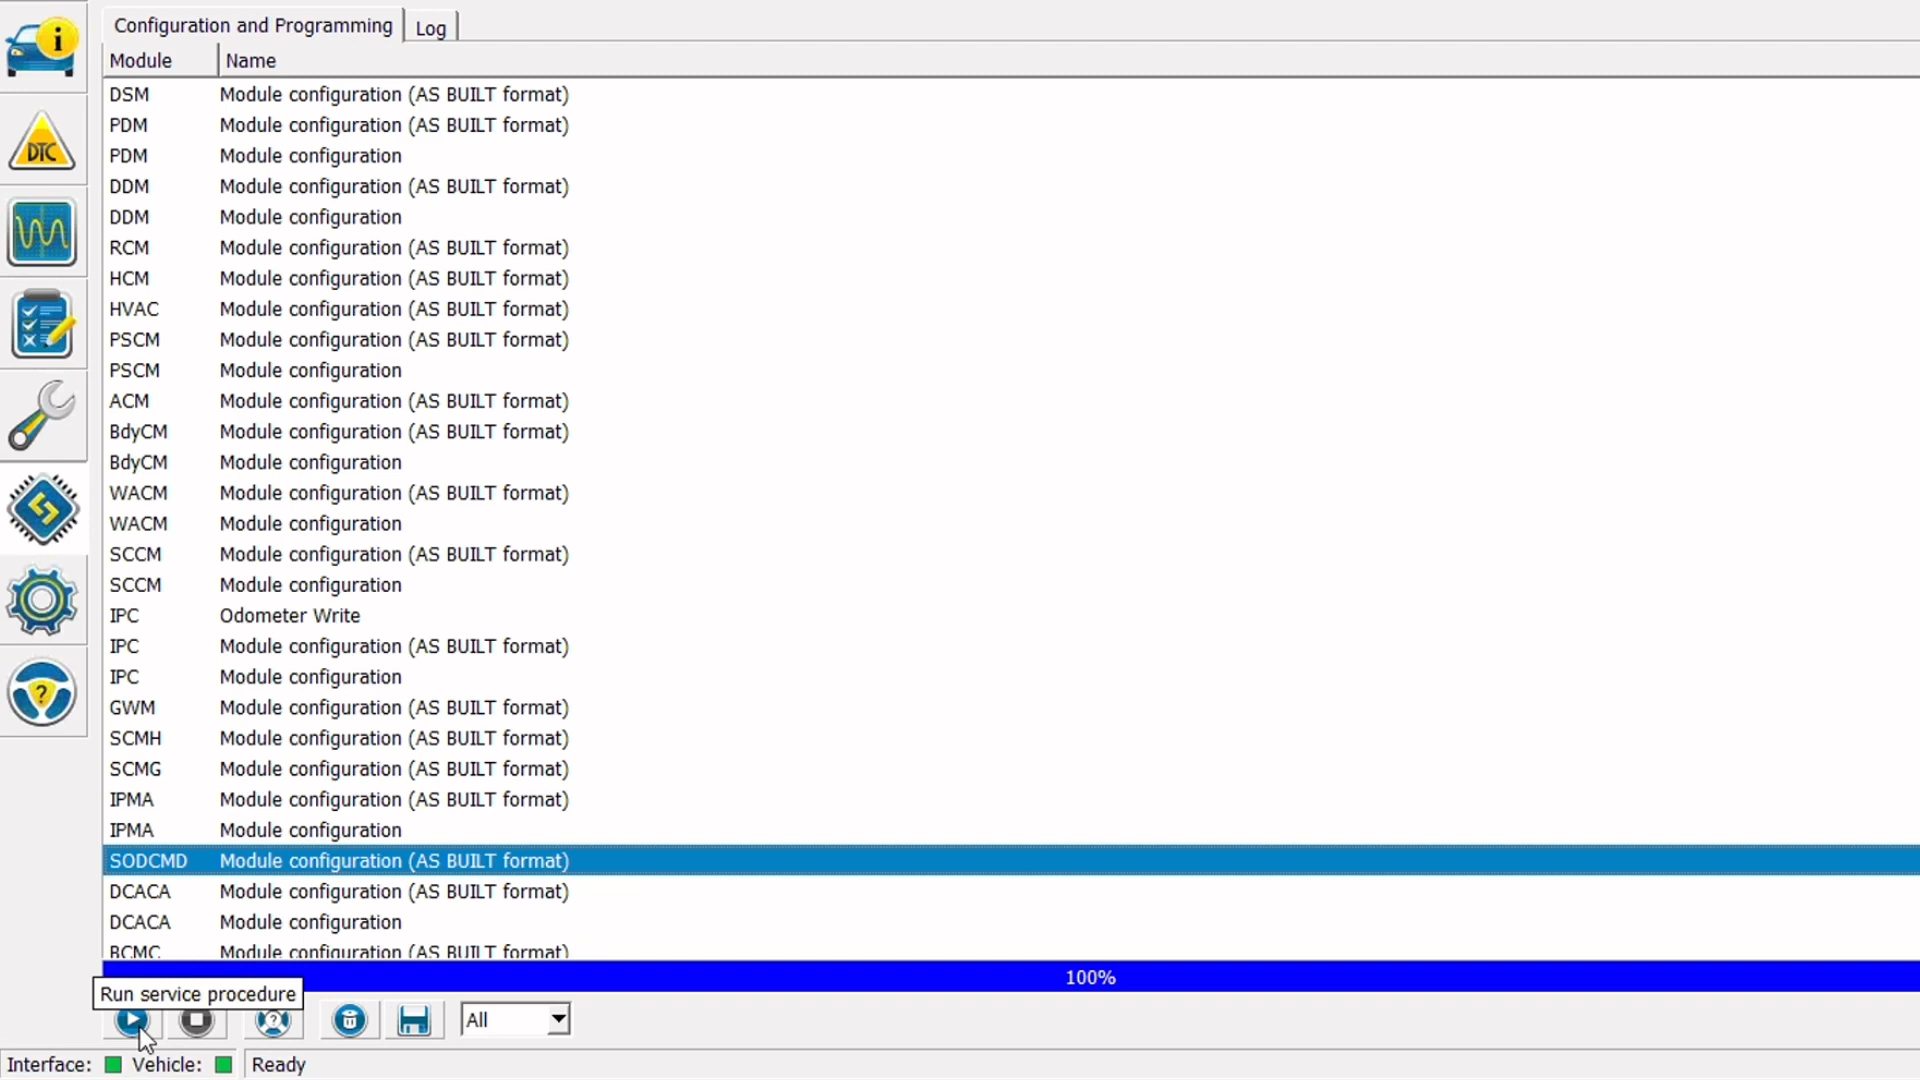 i
DTC
?
Configuration and Programming Log
Module Name
DSM Module configuration (AS BUILT format)
PDM Module configuration (AS BUILT format)
PDM Module configuration
DDM Module configuration (AS BUILT format)
DDM Module configuration
RCM Module configuration (AS BUILT format)
HCM Module configuration (AS BUILT format)
HVAC Module configuration (AS BUILT format)
PSCM Module configuration (AS BUILT format)
PSCM Module configuration
ACM Module configuration (AS BUILT format)
BdyCM Module configuration (AS BUILT format)
BdyCM Module configuration
WACM Module configuration (AS BUILT format)
WACM Module configuration
SCCM Module configuration (AS BUILT format)
SCCM Module configuration
IPC Odometer Write
IPC Module configuration (AS BUILT format)
IPC Module configuration
GWM Module configuration (AS BUILT format)
SCMH Module configuration (AS BUILT format)
SCMG Module configuration (AS BUILT format)
IPMA Module configuration (AS BUILT format)
IPMA Module configuration
SODCMD Module configuration (AS BUILT format)
DCACA Module configuration (AS BUILT format)
DCACA Module configuration
BCMC Module configuration (AS BUILT format)
100%
Run service procedure
? All
Interface: Vehicle: Ready